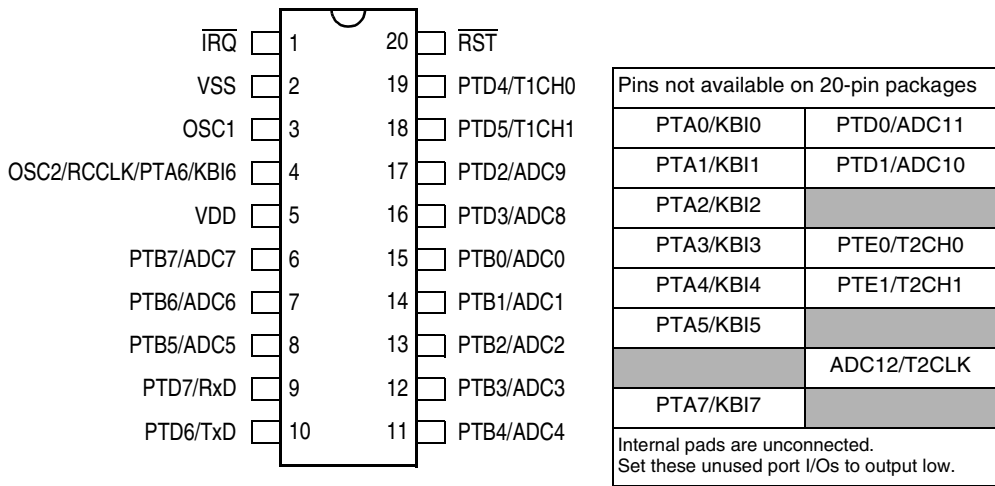 IRQ 1 20 RST
VSS 2 19 PTD4/T1CH0
OSC1 3 18 PTD5/T1CH1
OSC2/RCCLK/PTA6/KBI6 4 17 PTD2/ADC9
VDD 5 16 PTD3/ADC8
PTB7/ADC7 6 15 PTB0/ADC0
PTB6/ADC6 7 14 PTB1/ADC1
PTB5/ADC5 8 13 PTB2/ADC2
PTD7/RxD 9 12 PTB3/ADC3
PTD6/TxD 10 11 PTB4/ADC4
Pins not available on 20-pin packages
PTA0/KBI0 PTD0/ADC11
PTA1/KBI1 PTD1/ADC10
PTA2/KBI2
PTA3/KBI3 PTE0/T2CH0
PTA4/KBI4 PTE1/T2CH1
PTA5/KBI5
ADC12/T2CLK
PTA7/KBI7
Internal pads are unconnected.
Set these unused port I/Os to output low.